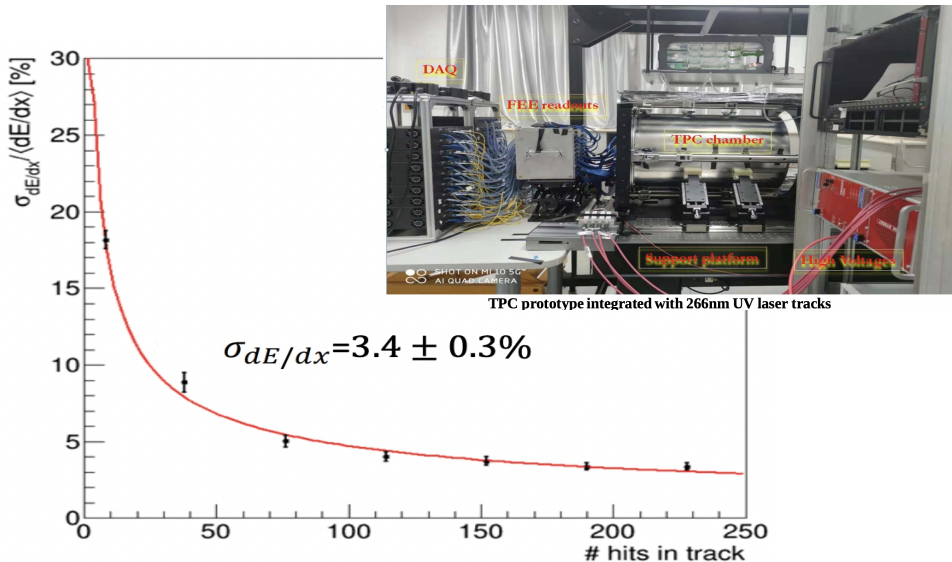 DAQ
FEE readouts
TPC chamber
Support platform
High Voltages
SHOT ON MI 10 5G
AI QUAD CAMERA
TPC prototype integrated with 266nm UV laser tracks
σdE/dx/⟨dE/dx⟩ [%]
30
25
20
15
10
5
0
σdE/dx=3.4 ± 0.3%
0 50 100 150 200 250
# hits in track